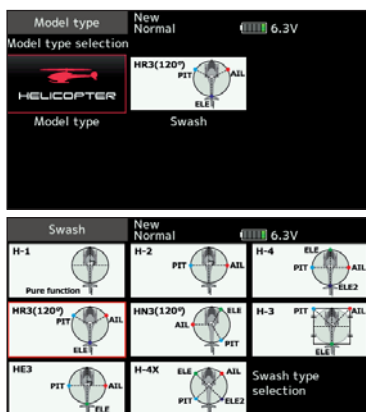 Model type
New
Normal
6.3V
Model type selection
HELICOPTER
HR3(120°)
PIT
AIL
ELE
Model type
Swash
Swash
New
Normal
6.3V
H-1
Pure function
H-2
PIT
AIL
H-4
ELE
PIT
AIL
ELE2
HR3(120°)
PIT
AIL
ELE
HN3(120°)
ELE
AIL
PIT
H-3
PIT
AIL
ELE
HE3
PIT
AIL
ELE
H-4X
ELE
AIL
PIT
ELE2
Swash type
selection